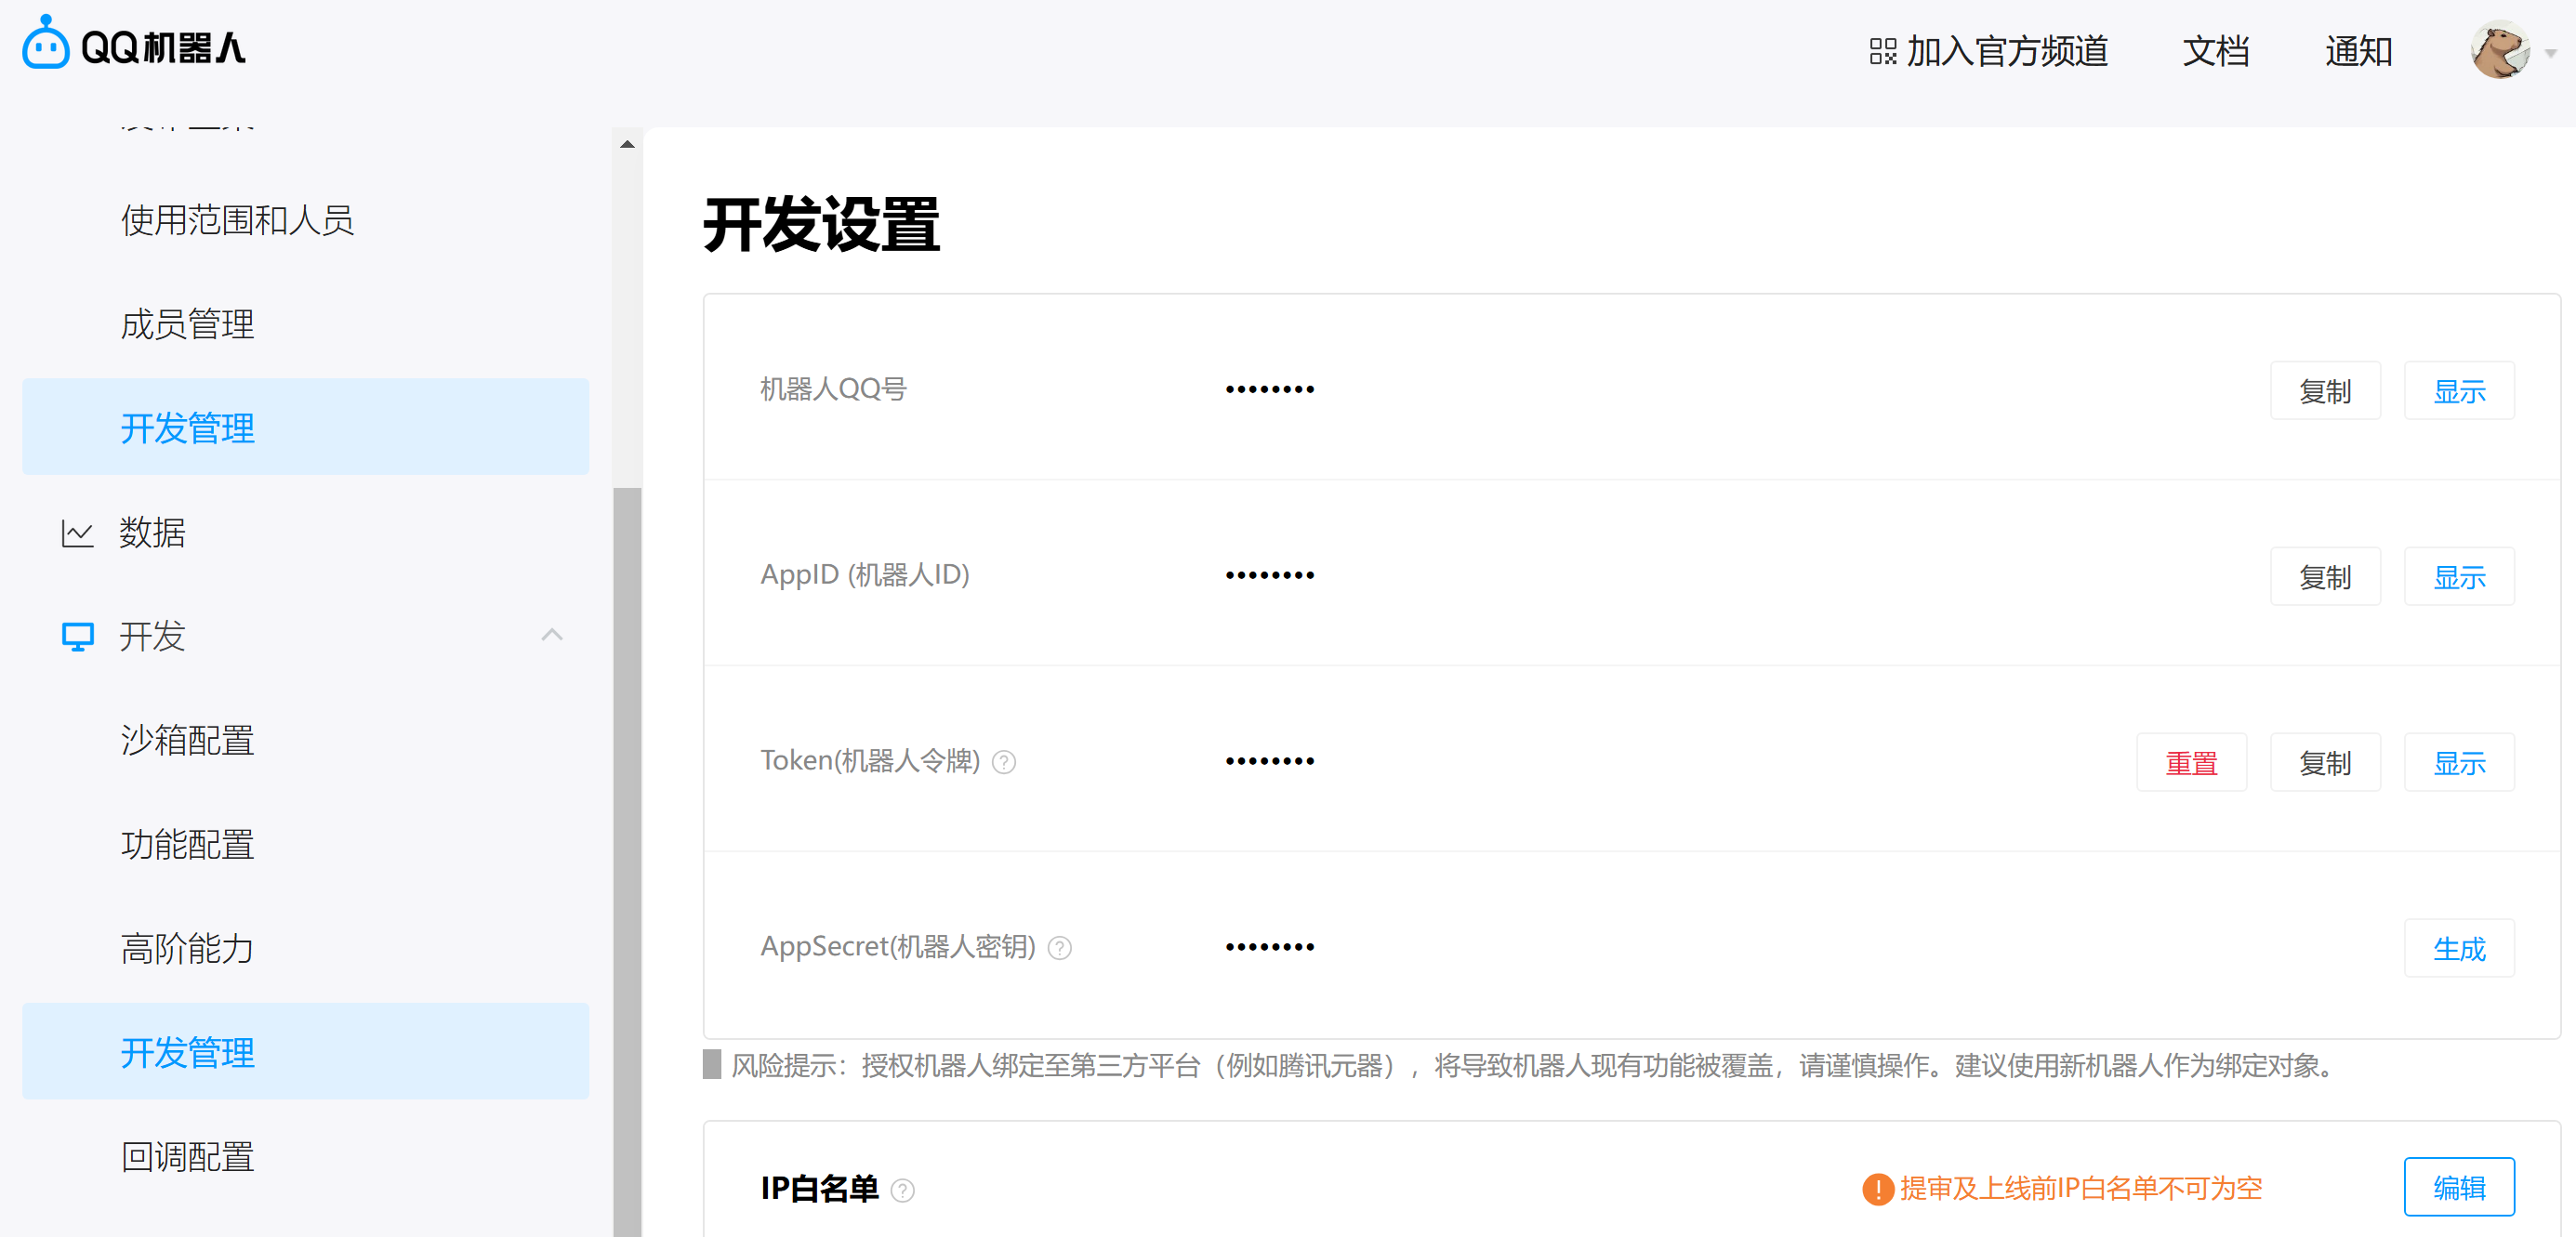 QQ机器人
加入官方频道
文档
通知
使用范围和人员
成员管理
开发管理
数据
开发
沙箱配置
功能配置
高阶能力
开发管理
回调配置
开发设置
机器人QQ号 •••••••• 复制 显示
AppID (机器人ID) •••••••• 复制 显示
Token(机器人令牌) ? •••••••• 重置 复制 显示
AppSecret(机器人密钥) ? •••••••• 生成
风险提示：授权机器人绑定至第三方平台（例如腾讯元器），将导致机器人现有功能被覆盖，请谨慎操作。建议使用新机器人作为绑定对象。
IP白名单 ? ! 提审及上线前IP白名单不可为空 编辑